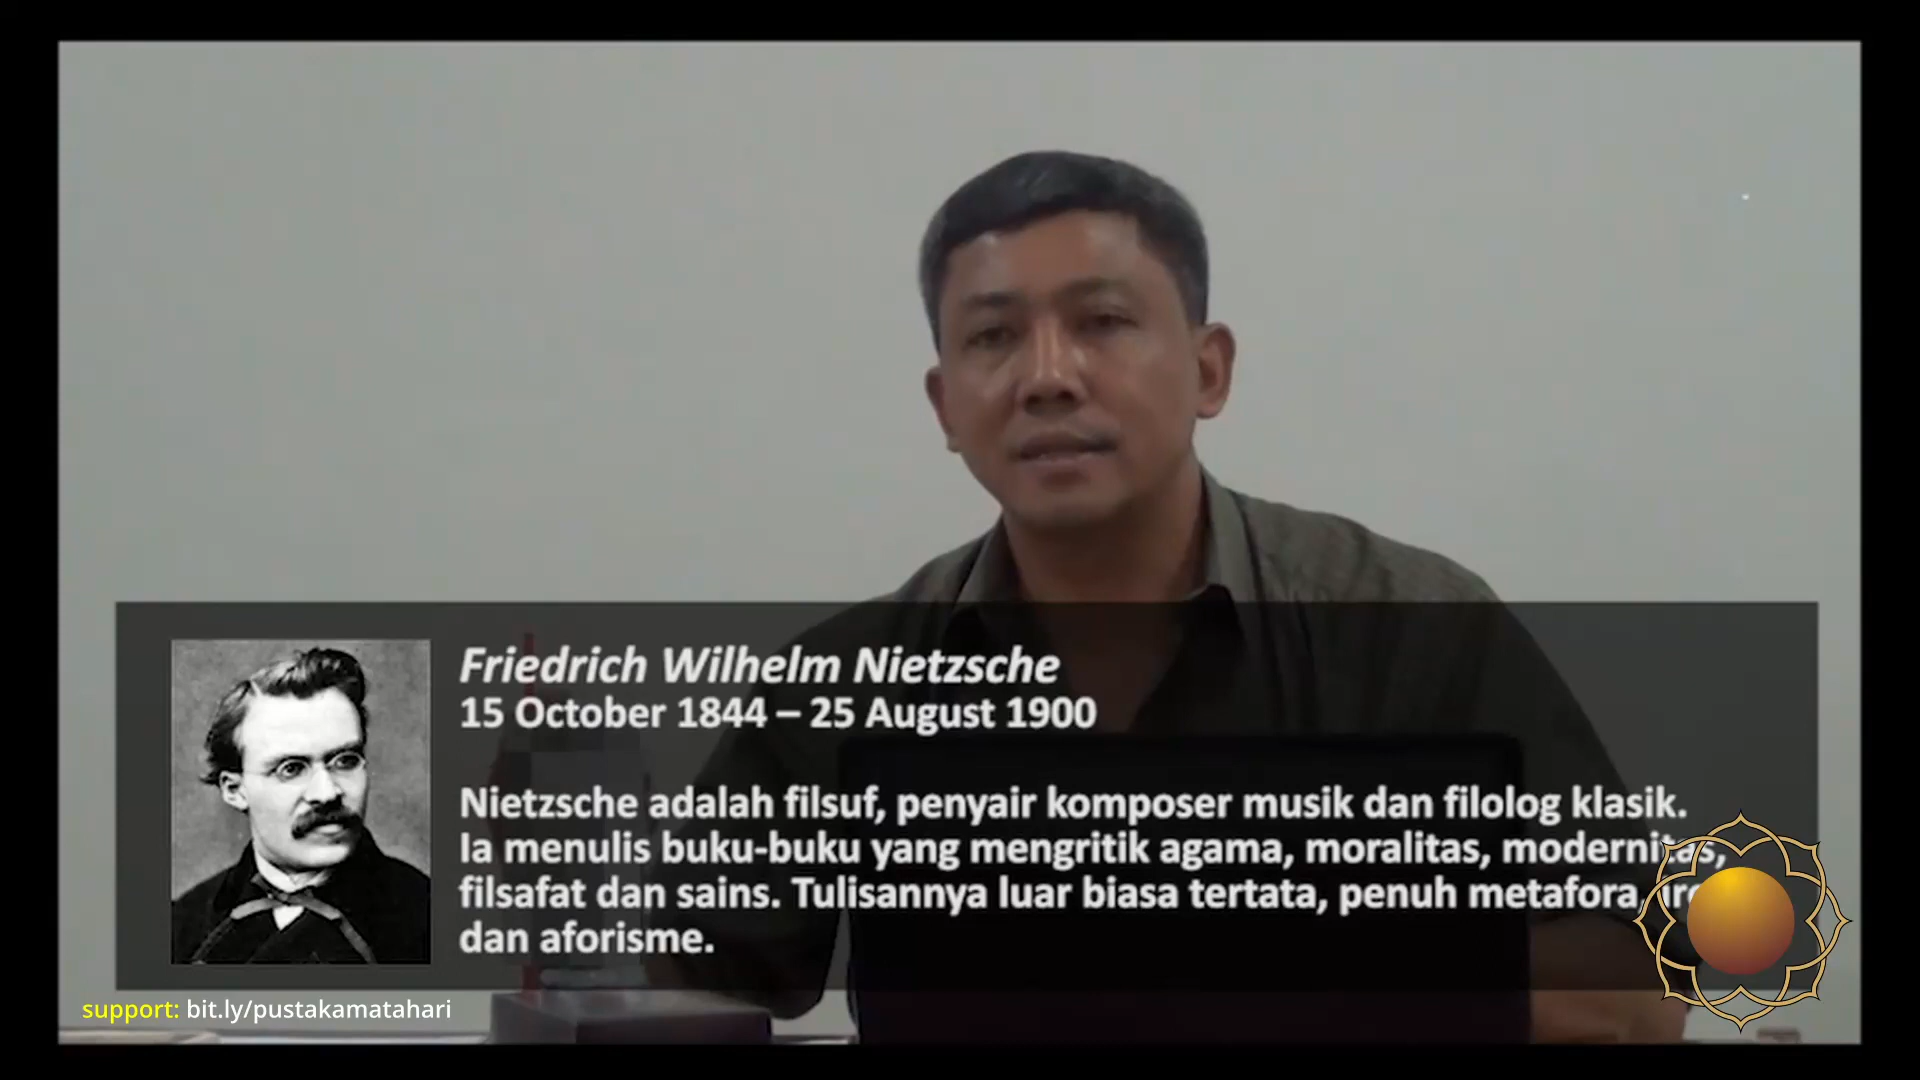 Friedrich Wilhelm Nietzsche
15 October 1844 – 25 August 1900
Nietzsche adalah filsuf, penyair komposer musik dan filolog klasik.
Ia menulis buku-buku yang mengritik agama, moralitas, modernitas,
filsafat dan sains. Tulisannya luar biasa tertata, penuh metafora,
dan aforisme.
support: bit.ly/pustakamatahari